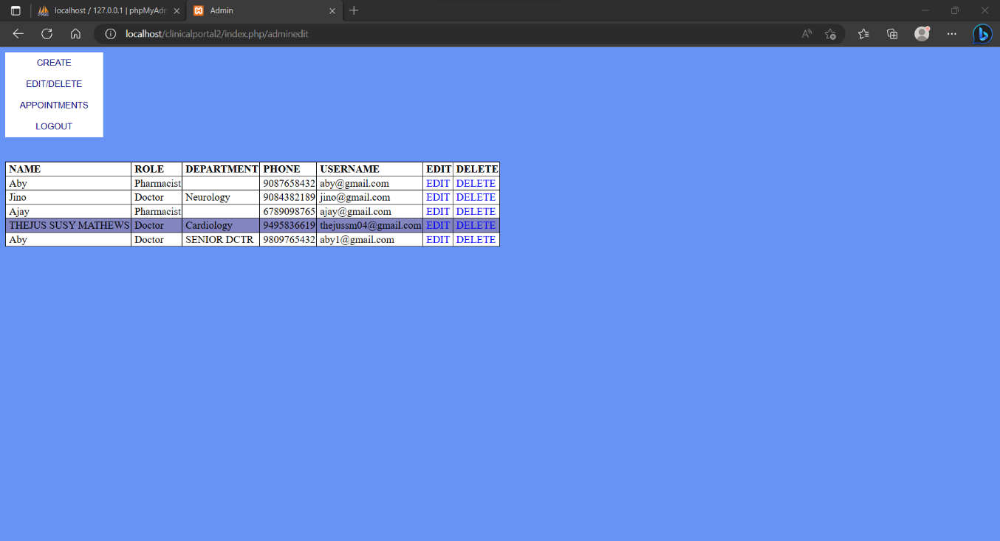 localhost / 127.0.0.1 | phpMyAdn
Admin
localhost/clinicalportal2/index.php/adminedit
CREATE
EDIT/DELETE
APPOINTMENTS
LOGOUT
NAME ROLE DEPARTMENT PHONE USERNAME EDIT DELETE
Aby Pharmacist 9087658432 aby@gmail.com EDIT DELETE
Jino Doctor Neurology 9084382189 jino@gmail.com EDIT DELETE
Ajay Pharmacist 6789098765 ajay@gmail.com EDIT DELETE
THEJUS SUSY MATHEWS Doctor Cardiology 9495836619 thejussm04@gmail.com EDIT DELETE
Aby Doctor SENIOR DCTR 9809765432 aby1@gmail.com EDIT DELETE